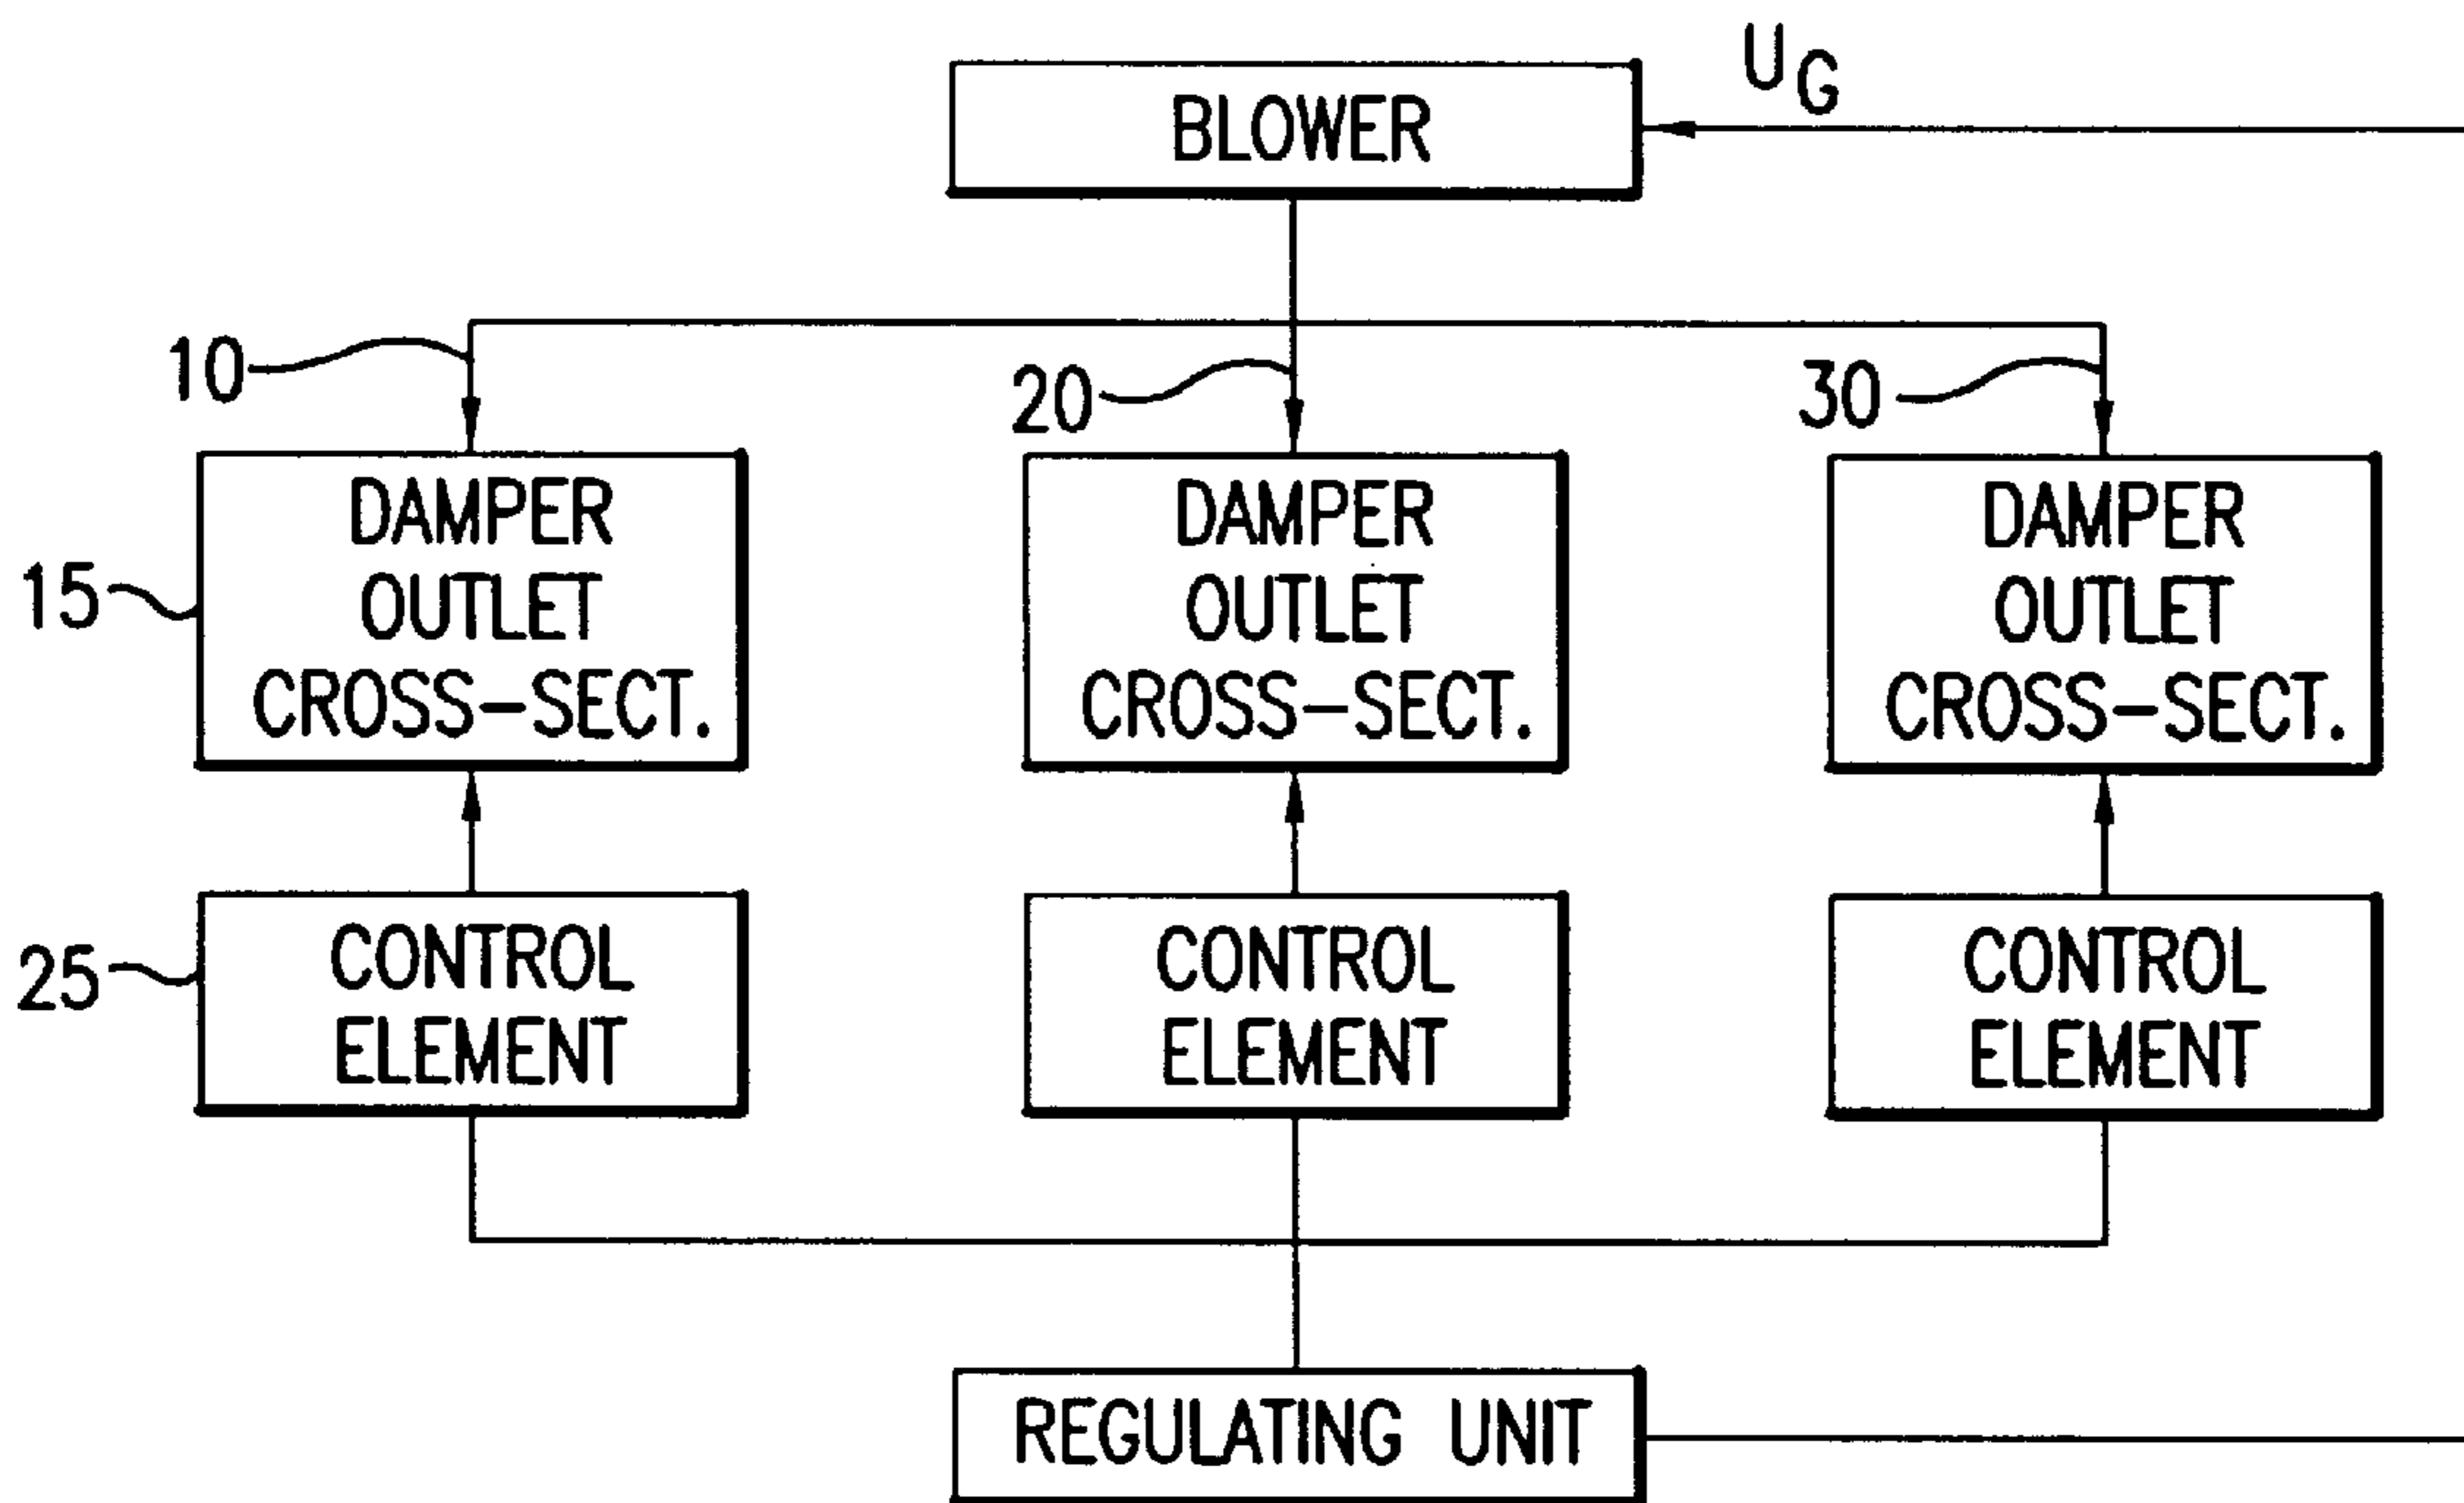 BLOWER
U_G
10
20
30
15
DAMPER
OUTLET
CROSS-SECT.
DAMPER
OUTLET
CROSS-SECT.
DAMPER
OUTLET
CROSS-SECT.
25
CONTROL
ELEMENT
CONTROL
ELEMENT
CONTROL
ELEMENT
REGULATING UNIT